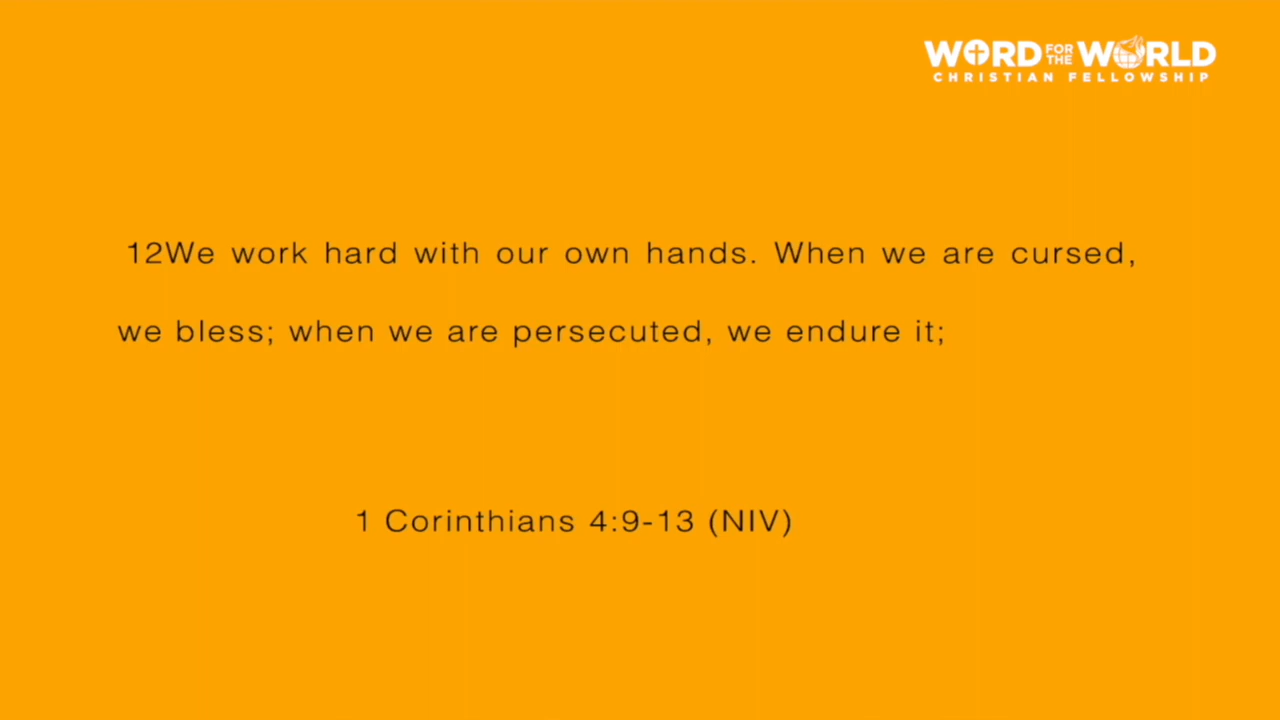 WORD FOR THE WORLD
CHRISTIAN FELLOWSHIP
12We work hard with our own hands. When we are cursed,
we bless; when we are persecuted, we endure it;
1 Corinthians 4:9-13 (NIV)